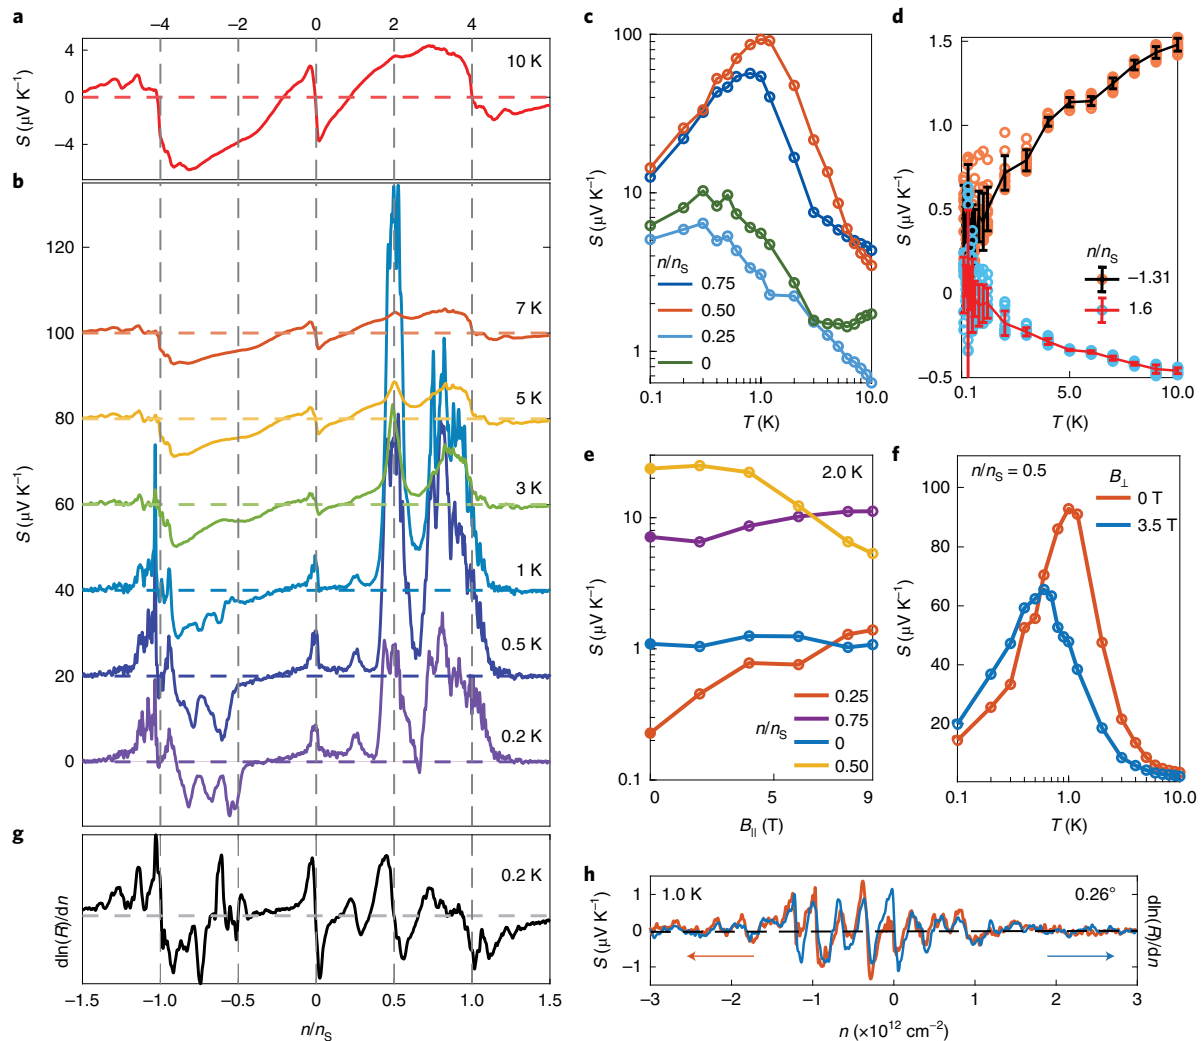 a
−4 −2 0 2 4
4
0
−4
S (μV K⁻¹)
10 K
b
120
100
80
60
40
20
0
S (μV K⁻¹)
7 K
5 K
3 K
1 K
0.5 K
0.2 K
g
dln(R)/dn
0.2 K
−1.5 −1.0 −0.5 0 0.5 1.0 1.5
n/nS
c
100
10
1
S (μV K⁻¹)
n/nS
0.75
0.50
0.25
0
0.1 1.0 10.0
T (K)
d
1.5
1.0
0.5
0
−0.5
S (μV K⁻¹)
n/nS
−1.31
1.6
0.1 5.0 10.0
T (K)
e
2.0 K
10
1
0.1
S (μV K⁻¹)
n/nS
0.25
0.75
0
0.50
0 5 9
B|| (T)
f
n/nS = 0.5
B⊥
0 T
3.5 T
100
80
60
40
20
S (μV K⁻¹)
0.1 1.0 10.0
T (K)
h
1.0 K
0.26°
1
0
−1
S (μV K⁻¹)
dln(R)/dn
−3 −2 −1 0 1 2 3
n (×10¹² cm⁻²)